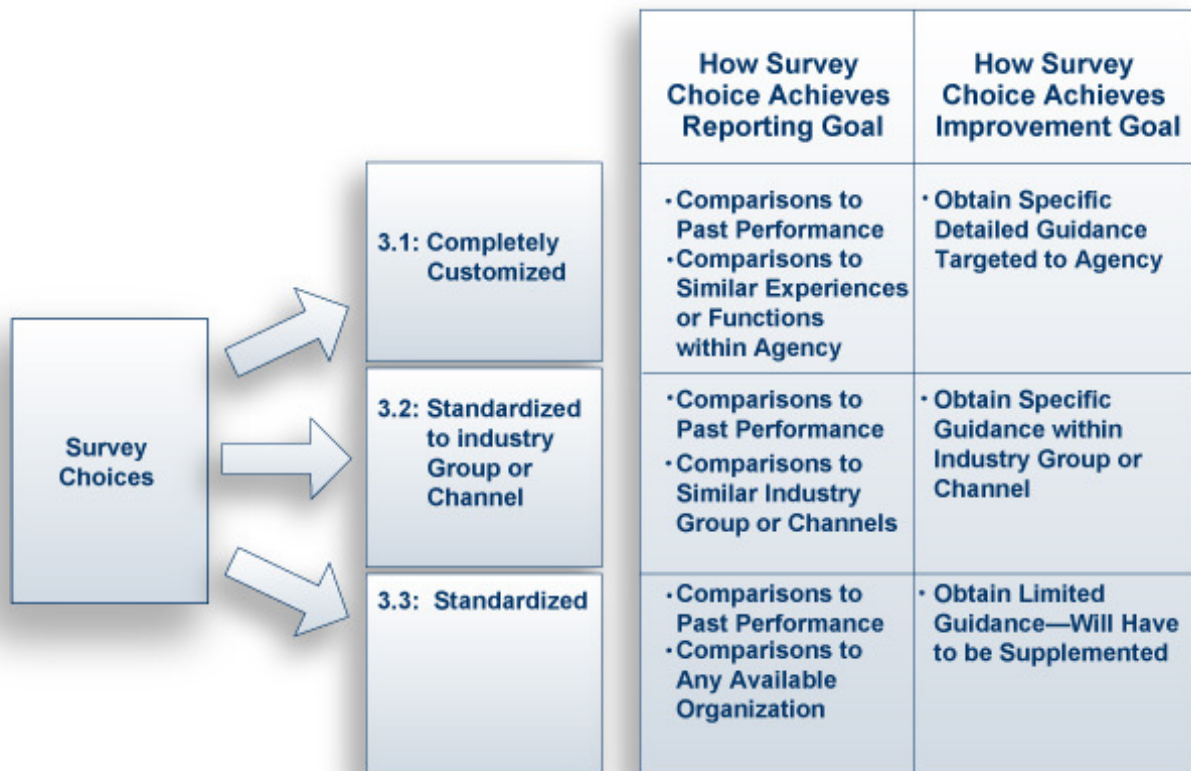 How Survey
Choice Achieves
Reporting Goal
How Survey
Choice Achieves
Improvement Goal
Survey
Choices
3.1: Completely
Customized
• Comparisons to
Past Performance
• Comparisons to
Similar Experiences
or Functions
within Agency
• Obtain Specific
Detailed Guidance
Targeted to Agency
3.2: Standardized
to industry
Group or
Channel
• Comparisons to
Past Performance
• Comparisons to
Similar Industry
Group or Channels
• Obtain Specific
Guidance within
Industry Group or
Channel
3.3: Standardized
• Comparisons to
Past Performance
• Comparisons to
Any Available
Organization
• Obtain Limited
Guidance—Will Have
to be Supplemented